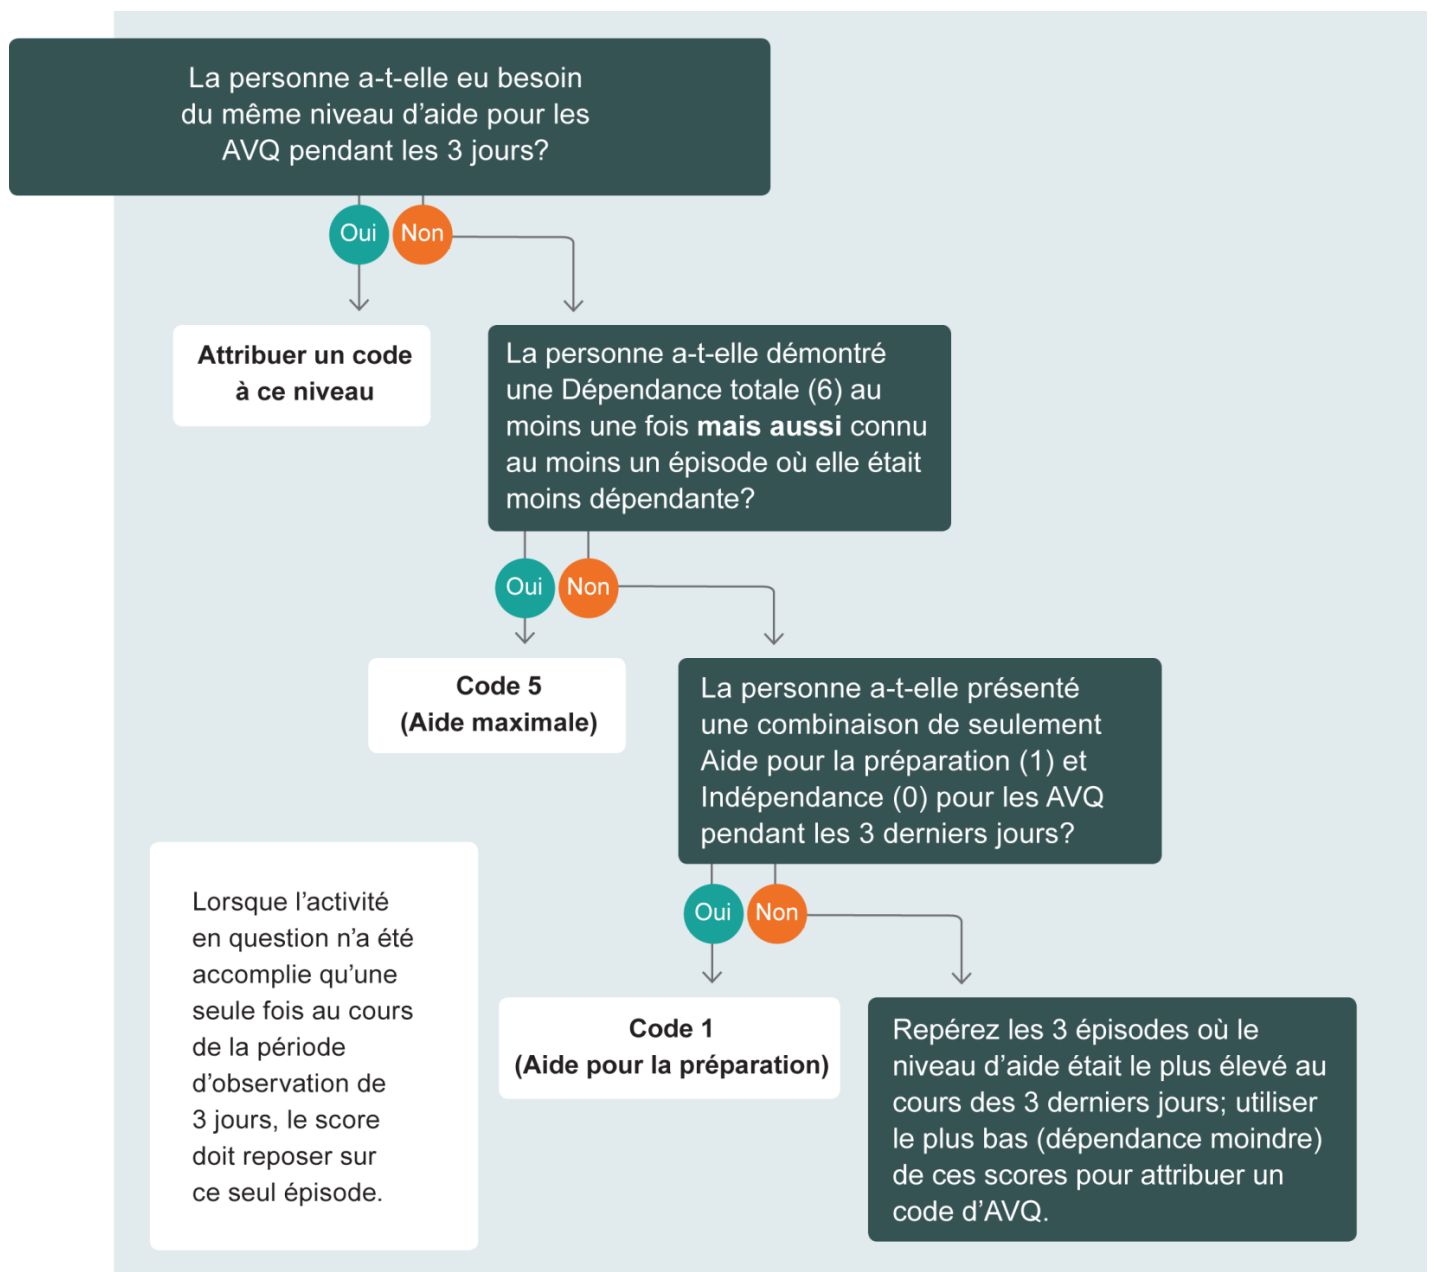 La personne a-t-elle eu besoin
du même niveau d’aide pour les
AVQ pendant les 3 jours?
Oui
Non
Attribuer un code
à ce niveau
La personne a-t-elle démontré
une Dépendance totale (6) au
moins une fois mais aussi connu
au moins un épisode où elle était
moins dépendante?
Oui
Non
Code 5
(Aide maximale)
La personne a-t-elle présenté
une combinaison de seulement
Aide pour la préparation (1) et
Indépendance (0) pour les AVQ
pendant les 3 derniers jours?
Oui
Non
Code 1
(Aide pour la préparation)
Repérez les 3 épisodes où le
niveau d’aide était le plus élevé au
cours des 3 derniers jours; utiliser
le plus bas (dépendance moindre)
de ces scores pour attribuer un
code d’AVQ.
Lorsque l’activité
en question n’a été
accomplie qu’une
seule fois au cours
de la période
d’observation de
3 jours, le score
doit reposer sur
ce seul épisode.